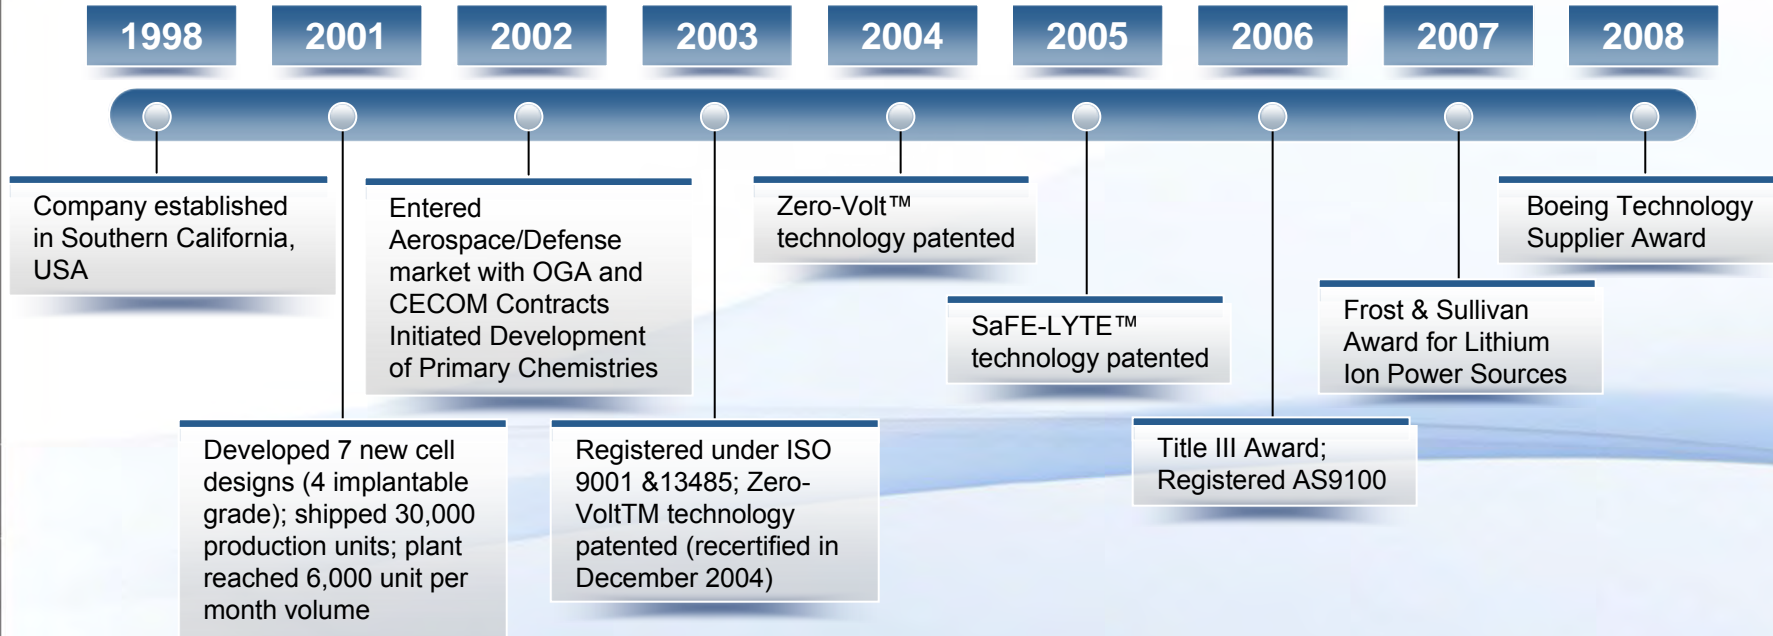 1998
2001
2002
2003
2004
2005
2006
2007
2008
Company established
in Southern California,
USA
Developed 7 new cell
designs (4 implantable
grade); shipped 30,000
production units; plant
reached 6,000 unit per
month volume
Entered
Aerospace/Defense
market with OGA and
CECOM Contracts
Initiated Development
of Primary Chemistries
Registered under ISO
9001 &13485; Zero-
VoltTM technology
patented (recertified in
December 2004)
Zero-Volt™
technology patented
SaFE-LYTE™
technology patented
Title III Award;
Registered AS9100
Frost & Sullivan
Award for Lithium
Ion Power Sources
Boeing Technology
Supplier Award